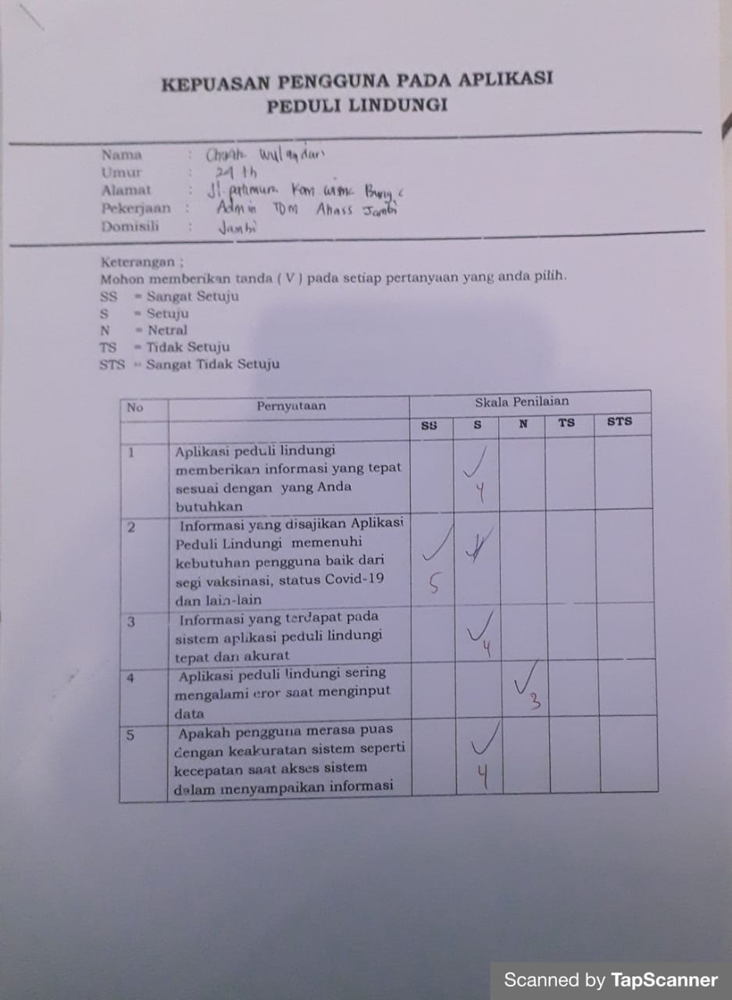 KEPUASAN PENGGUNA PADA APLIKASI
PEDULI LINDUNGI
Nama : wulandari
Umur : th
Alamat : Jl. pattimura Kom
Pekerjaan : Admin TDM Ahass Jambi
Domisili : Jambi
Keterangan ;
Mohon memberikan tanda ( V ) pada setiap pertanyaan yang anda pilih.
SS = Sangat Setuju
S = Setuju
N = Netral
TS = Tidak Setuju
STS = Sangat Tidak Setuju
No Pernyataan Skala Penilaian
SS S N TS STS
1 Aplikasi peduli lindungi
memberikan informasi yang tepat ✓
sesuai dengan yang Anda 4
butuhkan
2 Informasi yang disajikan Aplikasi
Peduli Lindungi memenuhi ✓
kebutuhan pengguna baik dari
segi vaksinasi, status Covid-19 5
dan lain-lain
3 Informasi yang terdapat pada
sistem aplikasi peduli lindungi ✓
tepat dan akurat 4
4 Aplikasi peduli lindungi sering
mengalami eror saat menginput ✓
data 3
5 Apakah pengguna merasa puas
dengan keakuratan sistem seperti ✓
kecepatan saat akses sistem 4
dalam menyampaikan informasi
Scanned by TapScanner